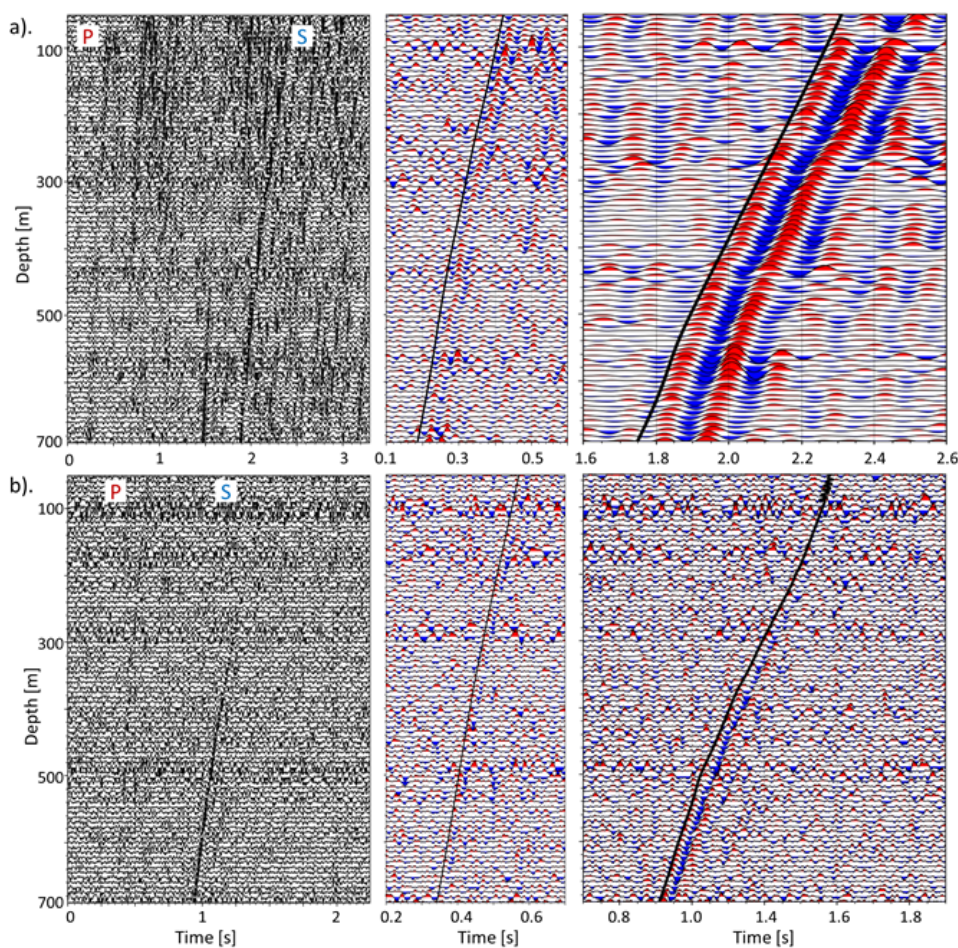 a).
P
S
100
300
500
700
Depth [m]
0 1 2 3
0.1 0.3 0.5
1.6 1.8 2.0 2.2 2.4 2.6
b).
P
S
100
300
500
700
Depth [m]
0 1 2
0.2 0.4 0.6
0.8 1.0 1.2 1.4 1.6 1.8
Time [s] Time [s] Time [s]